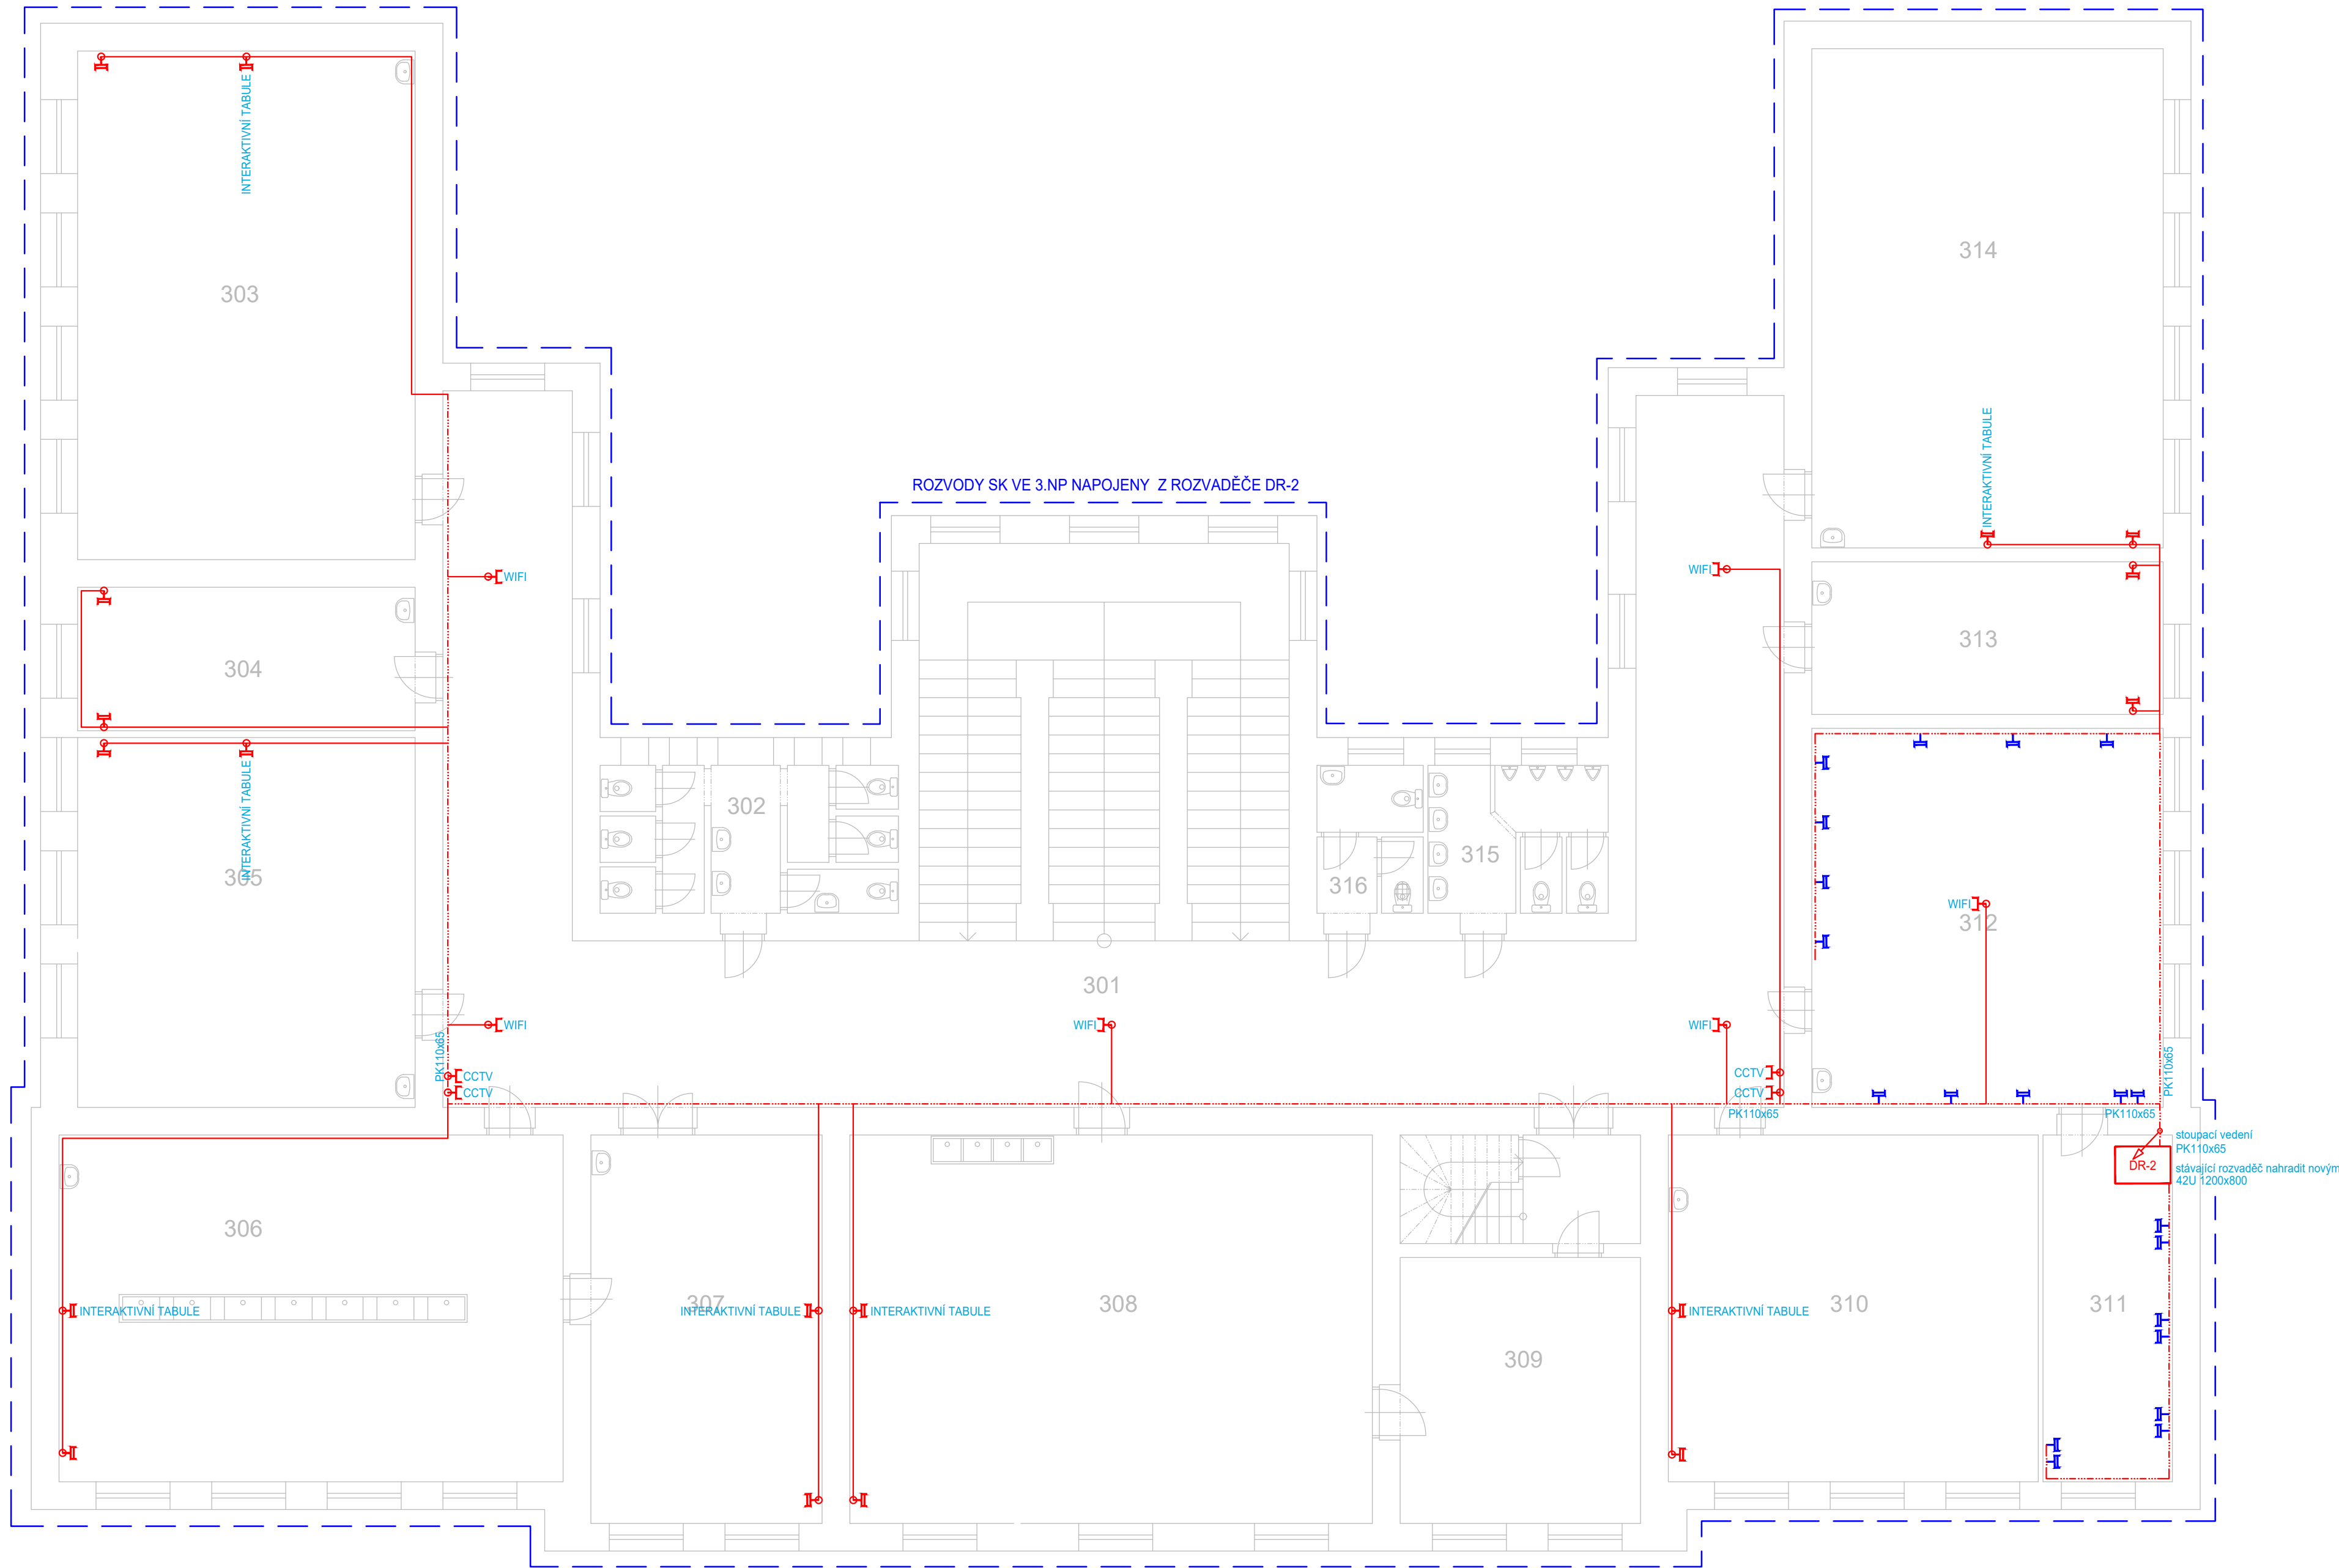 INTERAKTIVNÍ TABULE
303
314
INTERAKTIVNÍ TABULE
ROZVODY SK VE 3.NP NAPOJENY Z ROZVADĚČE DR-2
WIFI
WIFI
304
313
INTERAKTIVNÍ TABULE
305
302
315
316
WIFI
312
301
WIFI
WIFI
WIFI
PK110x65
CCTV
CCTV
CCTV
CCTV
PK110x65
PK110x65
PK110x65
stoupací vedení
PK110x65
DR-2
stávající rozvaděč nahradit novým
42U 1200x800
306
307
308
310
311
INTERAKTIVNÍ TABULE
INTERAKTIVNÍ TABULE
INTERAKTIVNÍ TABULE
INTERAKTIVNÍ TABULE
309